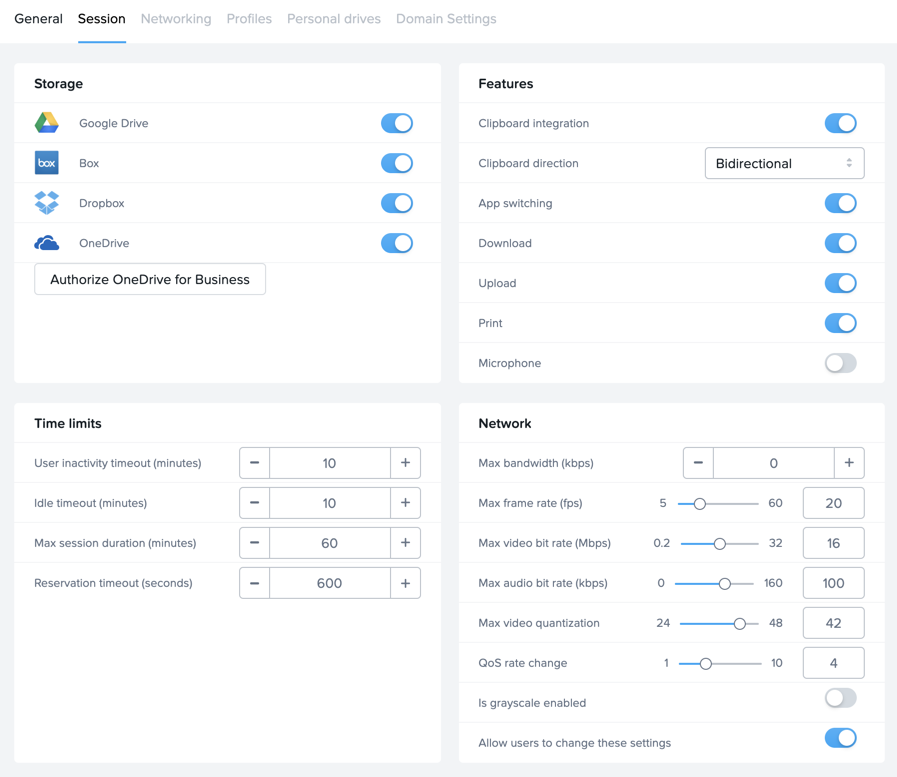 General Session Networking Profiles Personal drives Domain Settings
Storage
Google Drive
box Box
Dropbox
OneDrive
Authorize OneDrive for Business
Features
Clipboard integration
Clipboard direction Bidirectional
App switching
Download
Upload
Print
Microphone
Time limits
User inactivity timeout (minutes) − 10 +
Idle timeout (minutes) − 10 +
Max session duration (minutes) − 60 +
Reservation timeout (seconds) − 600 +
Network
Max bandwidth (kbps) − 0 +
Max frame rate (fps) 5 60 20
Max video bit rate (Mbps) 0.2 32 16
Max audio bit rate (kbps) 0 160 100
Max video quantization 24 48 42
QoS rate change 1 10 4
Is grayscale enabled
Allow users to change these settings